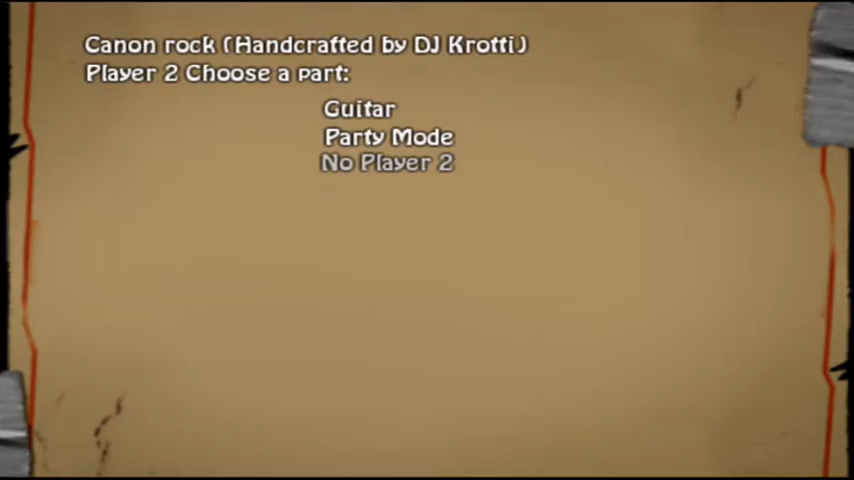 Canon rock (Handcrafted by DJ Krotti)
Player 2 Choose a part:
Guitar
Party Mode
No Player 2